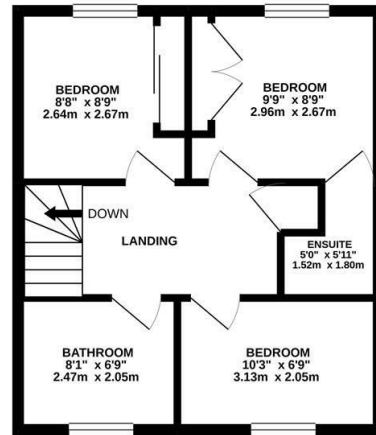 BEDROOM
8'8" x 8'9"
2.64m x 2.67m
BEDROOM
9'9" x 8'9"
2.96m x 2.67m
DOWN
LANDING
ENSUITE
5'0" x 5'11"
1.52m x 1.80m
BATHROOM
8'1" x 6'9"
2.47m x 2.05m
BEDROOM
10'3" x 6'9"
3.13m x 2.05m